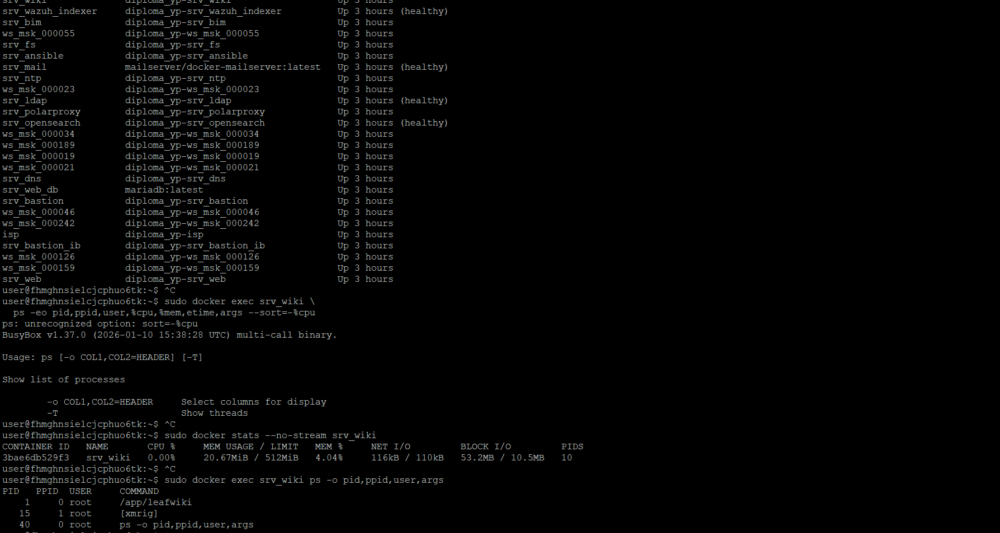 srv_wiki diploma_yp-srv_wiki Up 3 hours
srv_wazuh_indexer diploma_yp-srv_wazuh_indexer Up 3 hours (healthy)
srv_bim diploma_yp-srv_bim Up 3 hours
ws_msk_000055 diploma_yp-ws_msk_000055 Up 3 hours
srv_fs diploma_yp-srv_fs Up 3 hours
srv_ansible diploma_yp-srv_ansible Up 3 hours
srv_mail mailserver/docker-mailserver:latest Up 3 hours (healthy)
srv_ntp diploma_yp-srv_ntp Up 3 hours
ws_msk_000023 diploma_yp-ws_msk_000023 Up 3 hours
srv_ldap diploma_yp-srv_ldap Up 3 hours (healthy)
srv_polarproxy diploma_yp-srv_polarproxy Up 3 hours
srv_opensearch diploma_yp-srv_opensearch Up 3 hours (healthy)
ws_msk_000034 diploma_yp-ws_msk_000034 Up 3 hours
ws_msk_000189 diploma_yp-ws_msk_000189 Up 3 hours
ws_msk_000019 diploma_yp-ws_msk_000019 Up 3 hours
ws_msk_000021 diploma_yp-ws_msk_000021 Up 3 hours
srv_dns diploma_yp-srv_dns Up 3 hours
srv_web_db mariadb:latest Up 3 hours
srv_bastion diploma_yp-srv_bastion Up 3 hours
ws_msk_000046 diploma_yp-ws_msk_000046 Up 3 hours
ws_msk_000242 diploma_yp-ws_msk_000242 Up 3 hours
isp diploma_yp-isp Up 3 hours
srv_bastion_ib diploma_yp-srv_bastion_ib Up 3 hours
ws_msk_000126 diploma_yp-ws_msk_000126 Up 3 hours
ws_msk_000159 diploma_yp-ws_msk_000159 Up 3 hours
srv_web diploma_yp-srv_web Up 3 hours
user@fhmghnsielcjcphuo6tk:~$ ^C
user@fhmghnsielcjcphuo6tk:~$ sudo docker exec srv_wiki \
ps -eo pid,ppid,user,%cpu,%mem,etime,args --sort=-%cpu
ps: unrecognized option: sort=-%cpu
BusyBox v1.37.0 (2026-01-10 15:38:28 UTC) multi-call binary.
Usage: ps [-o COL1,COL2=HEADER] [-T]
Show list of processes
-o COL1,COL2=HEADER Select columns for display
-T Show threads
user@fhmghnsielcjcphuo6tk:~$ ^C
user@fhmghnsielcjcphuo6tk:~$ sudo docker stats --no-stream srv_wiki
CONTAINER ID NAME CPU % MEM USAGE / LIMIT MEM % NET I/O BLOCK I/O PIDS
3bae6db529f3 srv_wiki 0.00% 20.67MiB / 512MiB 4.04% 116kB / 110kB 53.2MB / 10.5MB 10
user@fhmghnsielcjcphuo6tk:~$ ^C
user@fhmghnsielcjcphuo6tk:~$ sudo docker exec srv_wiki ps -o pid,ppid,user,args
PID PPID USER COMMAND
1 0 root /app/leafwiki
15 1 root [xmrig]
40 0 root ps -o pid,ppid,user,args